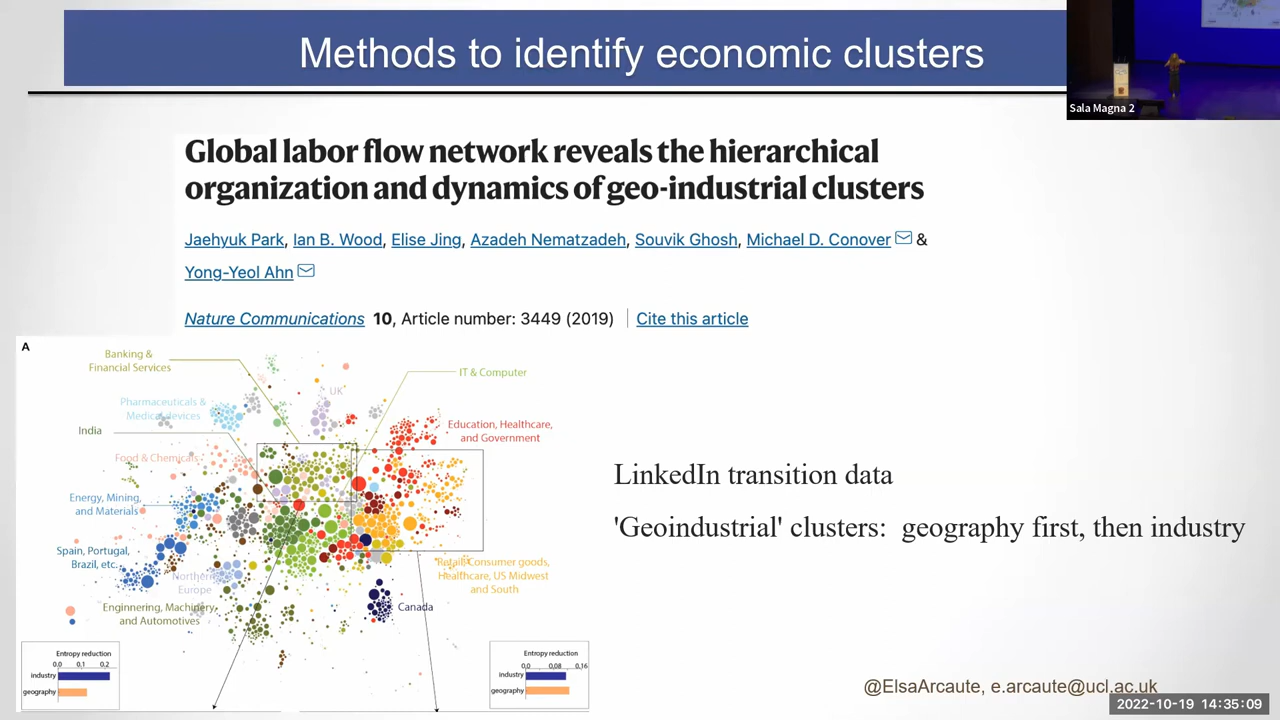 Methods to identify economic clusters
Sala Magna 2
Global labor flow network reveals the hierarchical
organization and dynamics of geo-industrial clusters
Jaehyuk Park, Ian B. Wood, Elise Jing, Azadeh Nematzadeh, Souvik Ghosh, Michael D. Conover &
Yong-Yeol Ahn
Nature Communications 10, Article number: 3449 (2019) Cite this article
A
Banking &
Financial Services
IT & Computer
UK
Pharmaceuticals &
Medical devices
India
Education, Healthcare,
and Government
Food & Chemicals
Energy, Mining,
and Materials
Spain, Portugal,
Brazil, etc.
Northern
Europe
Retail, Consumer goods,
Healthcare, US Midwest
and South
Enginering, Machinery,
and Automotives
Canada
Entropy reduction
0.0 0.1 0.2
industry
geography
Entropy reduction
0.0 0.08 0.16
industry
geography
LinkedIn transition data
'Geoindustrial' clusters: geography first, then industry
@ElsaArcaute, e.arcaute@ucl.ac.uk
2022-10-19 14:35:09